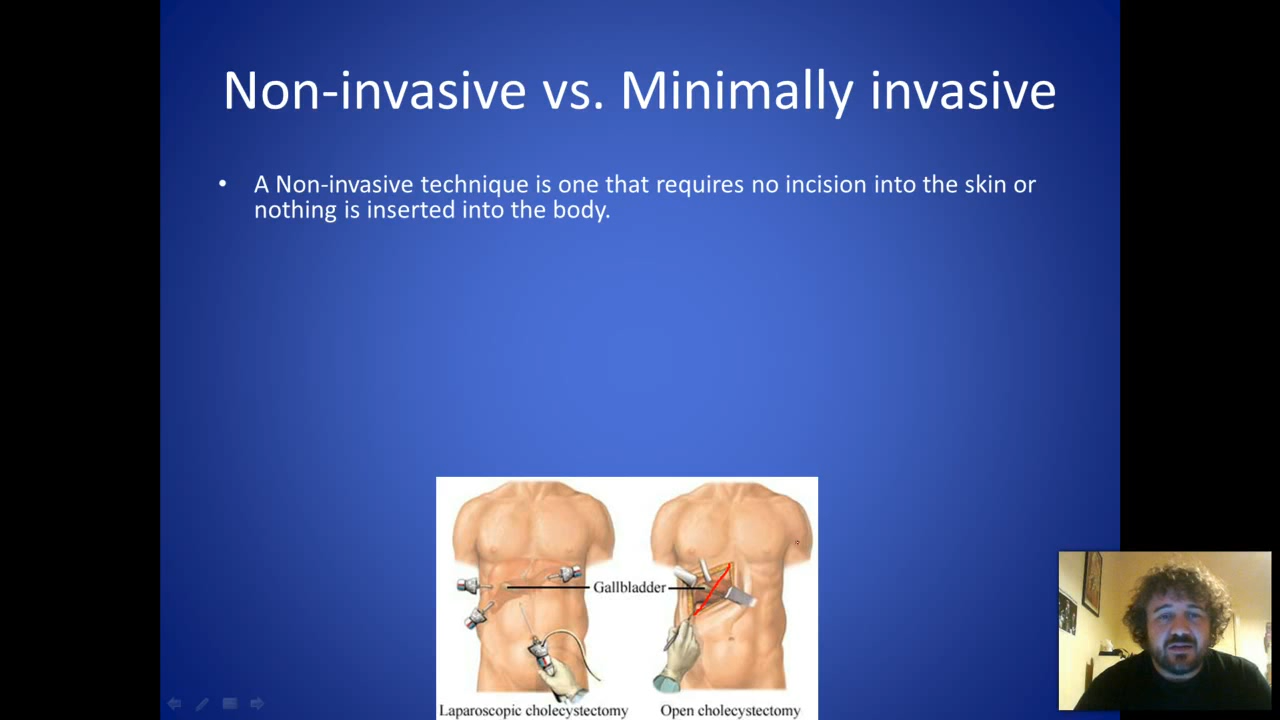 Non-invasive vs. Minimally invasive
• A Non-invasive technique is one that requires no incision into the skin or
nothing is inserted into the body.
Gallbladder
Laparoscopic cholecystectomy
Open cholecystectomy